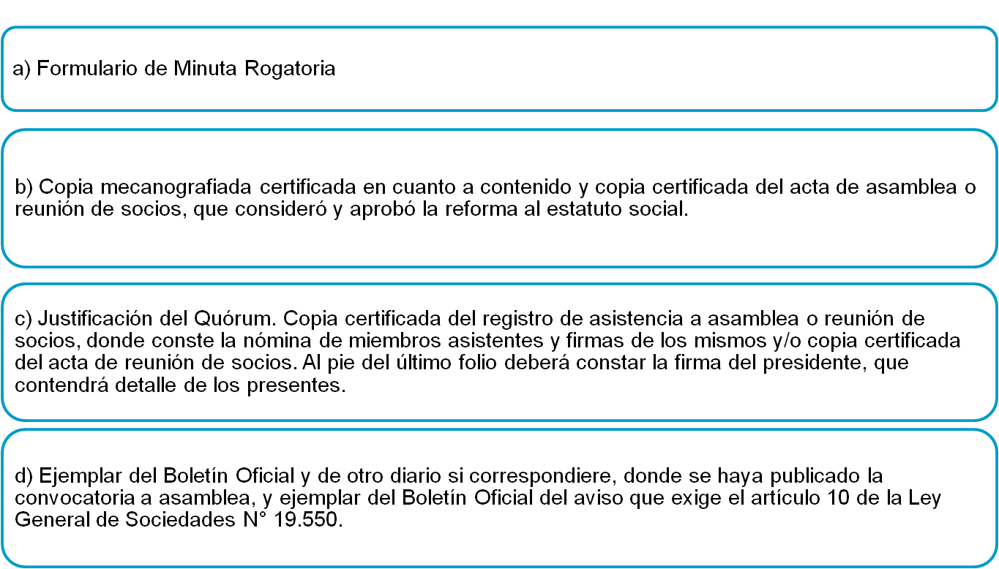 a) Formulario de Minuta Rogatoria
b) Copia mecanografiada certificada en cuanto a contenido y copia certificada del acta de asamblea o
reunión de socios, que consideró y aprobó la reforma al estatuto social.
c) Justificación del Quórum. Copia certificada del registro de asistencia a asamblea o reunión de
socios, donde conste la nómina de miembros asistentes y firmas de los mismos y/o copia certificada
del acta de reunión de socios. Al pie del último folio deberá constar la firma del presidente, que
contendrá detalle de los presentes.
d) Ejemplar del Boletín Oficial y de otro diario si correspondiere, donde se haya publicado la
convocatoria a asamblea, y ejemplar del Boletín Oficial del aviso que exige el artículo 10 de la Ley
General de Sociedades N° 19.550.